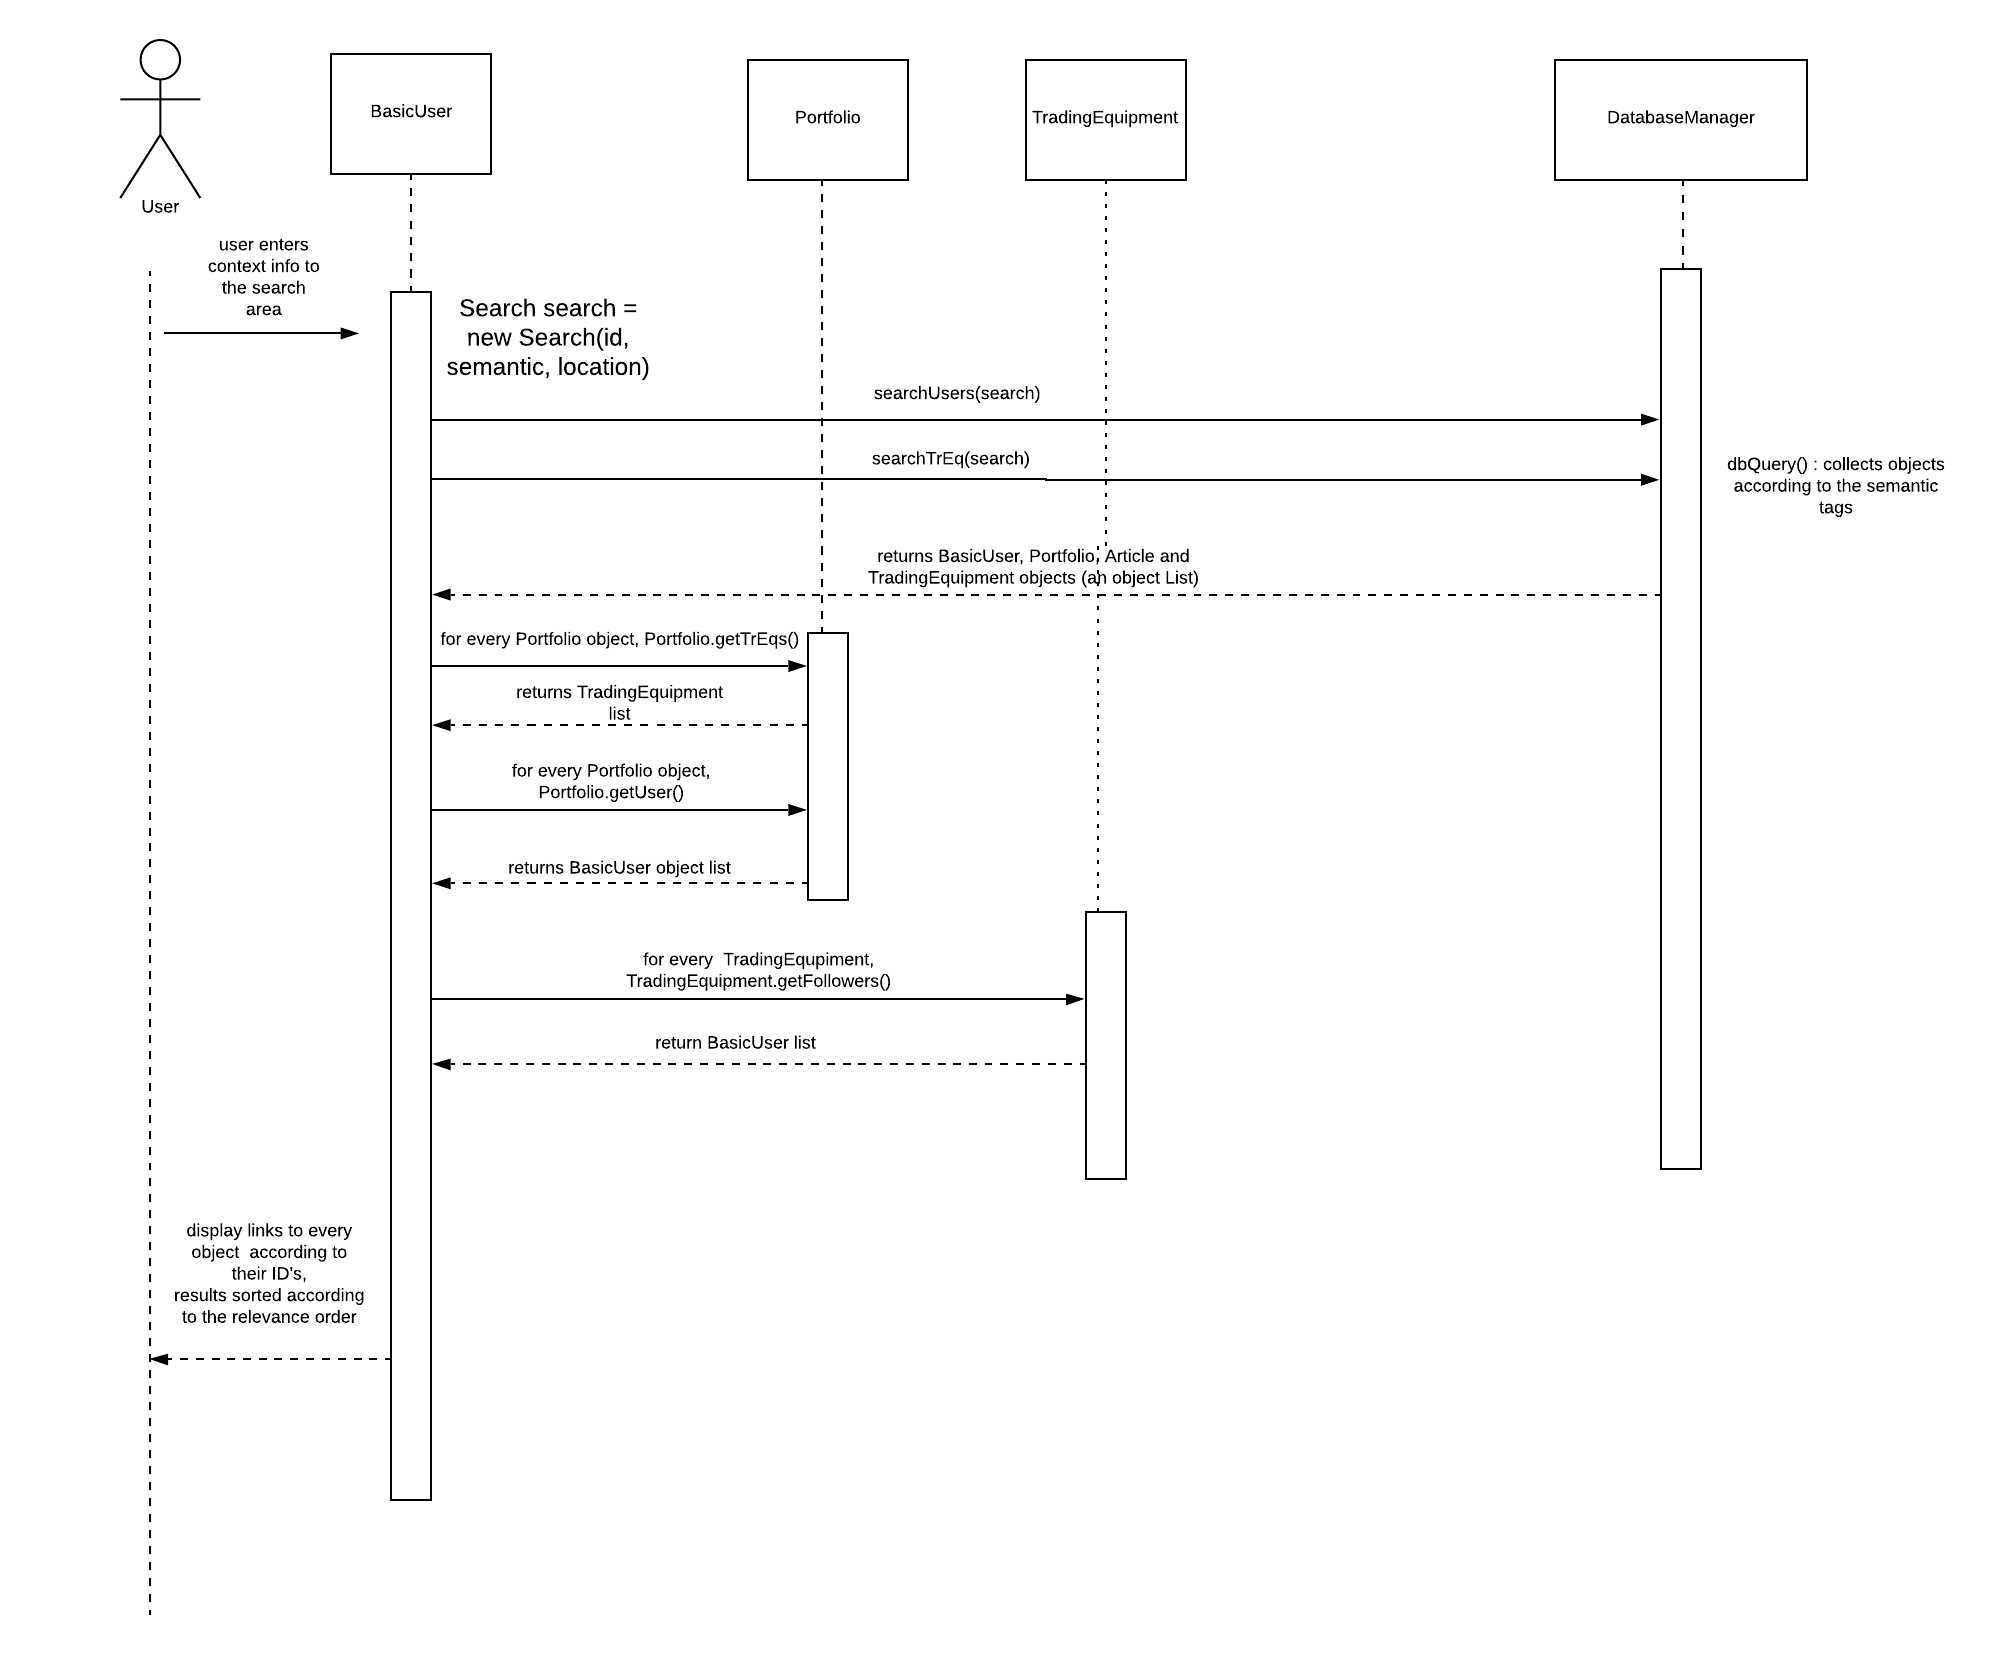 BasicUser
Portfolio
TradingEquipment
DatabaseManager
User
user enters
context info to
the search
area
Search search =
new Search(id,
semantic, location)
searchUsers(search)
searchTrEq(search)
dbQuery() : collects objects
according to the semantic
tags
returns BasicUser, Portfolio, Article and
TradingEquipment objects (an object List)
for every Portfolio object, Portfolio.getTrEqs()
returns TradingEquipment
list
for every Portfolio object,
Portfolio.getUser()
returns BasicUser object list
for every  TradingEqupiment,
TradingEquipment.getFollowers()
return BasicUser list
display links to every
object  according to
their ID's,
results sorted according
to the relevance order